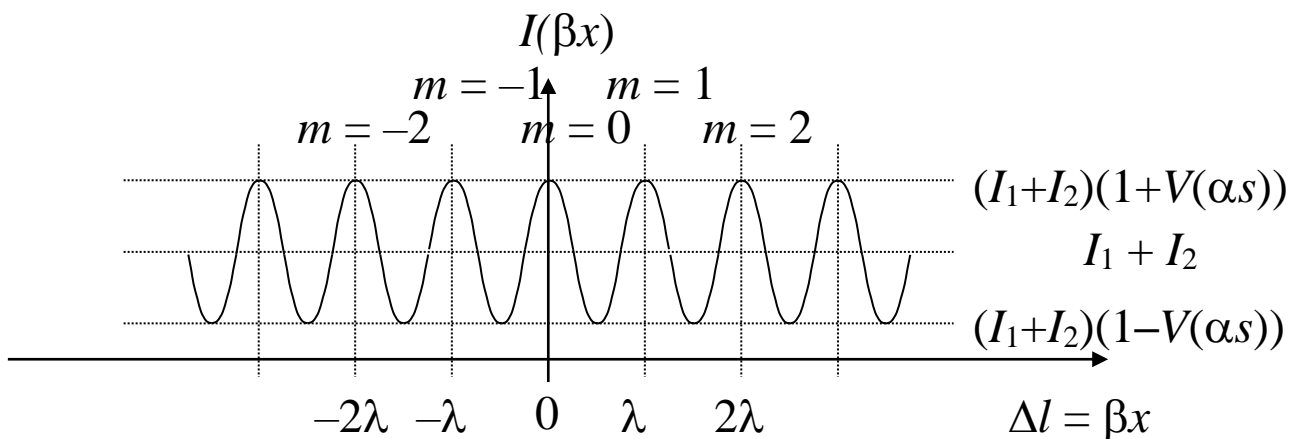 I(βx)
m = –1 m = 1
m = –2 m = 0 m = 2
(I₁+I₂)(1+V(αs))
I₁ + I₂
(I₁+I₂)(1–V(αs))
–2λ –λ 0 λ 2λ Δl = βx